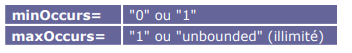 minOccurs= "0" ou "1"
maxOccurs= "1" ou "unbounded" (illimité)